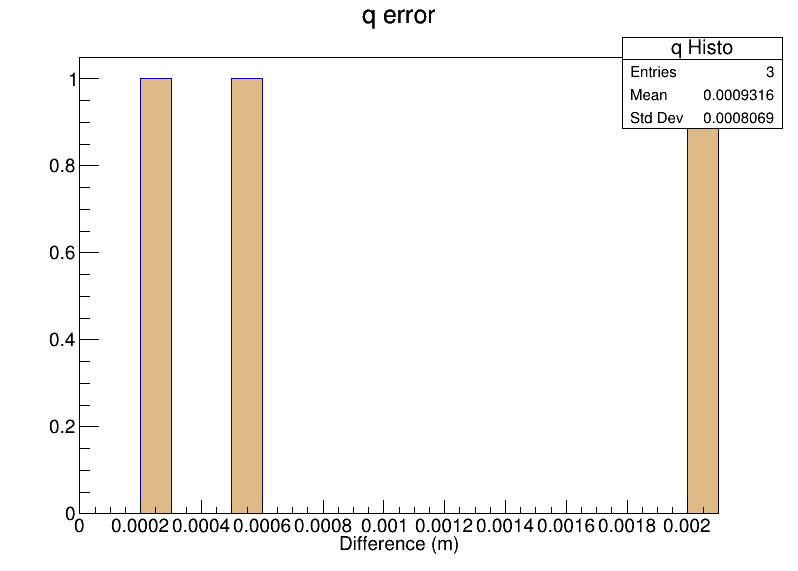 q error
q Histo
Entries 3
Mean 0.0009316
Std Dev 0.0008069
1
0.8
0.6
0.4
0.2
0
0 0.0002 0.0004 0.0006 0.0008 0.001 0.0012 0.0014 0.0016 0.0018 0.002
Difference (m)